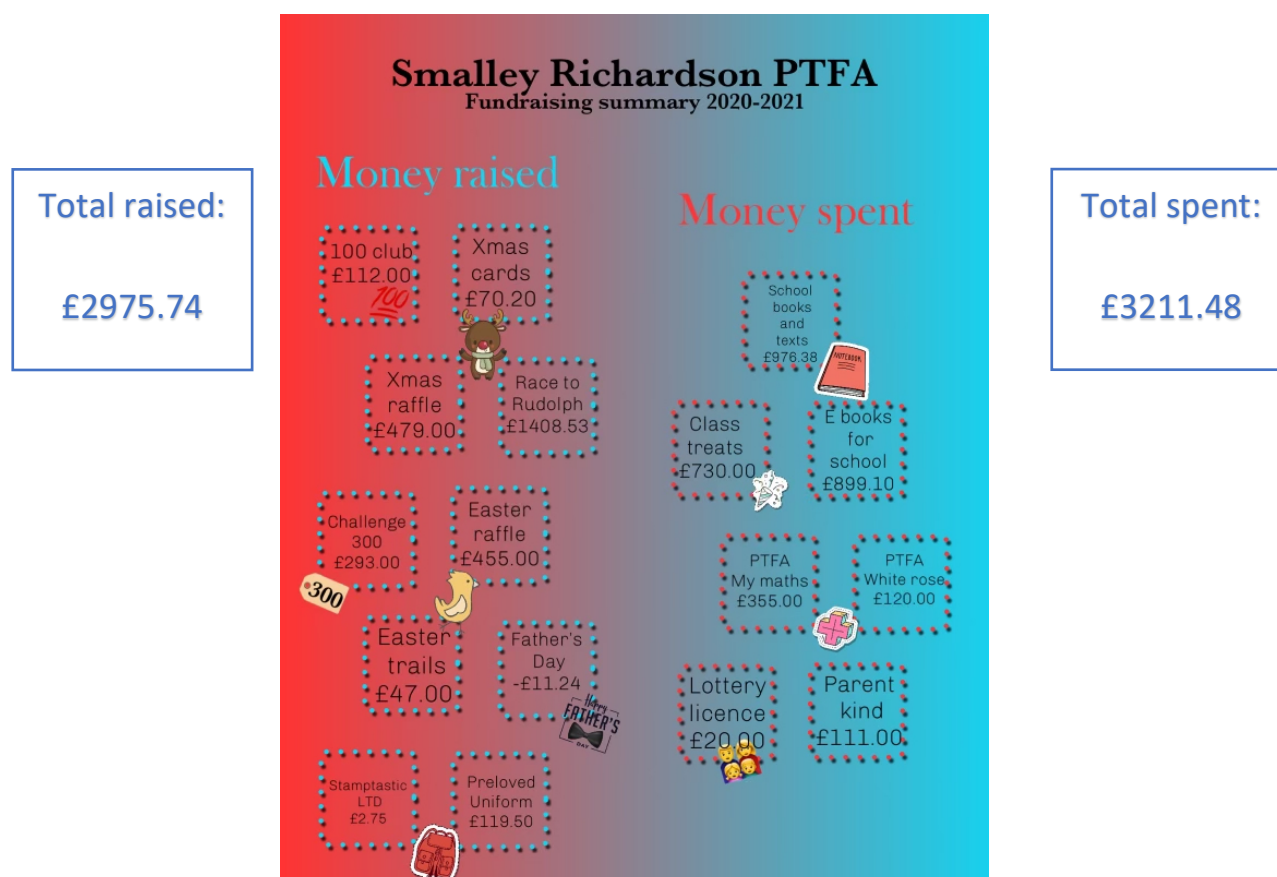 Smalley Richardson PTFA
Fundraising summary 2020-2021
Total raised:
£2975.74
Money raised
100 club
£112.00
100
Xmas
cards
£70.20
Xmas
raffle
£479.00
Race to
Rudolph
£1408.53
Challenge
300
£293.00
300
Easter
raffle
£455.00
Easter
trails
£47.00
Father's
Day
-£11.24
Happy
FATHER'S
DAY
Stamptastic
LTD
£2.75
Preloved
Uniform
£119.50
Money spent
School
books
and
texts
£976.38
NOTEBOOK
Class
treats
£730.00
E books
for
school
£899.10
PTFA
My maths
£355.00
PTFA
White rose
£120.00
Lottery
licence
£20.00
Parent
kind
£111.00
Total spent:
£3211.48